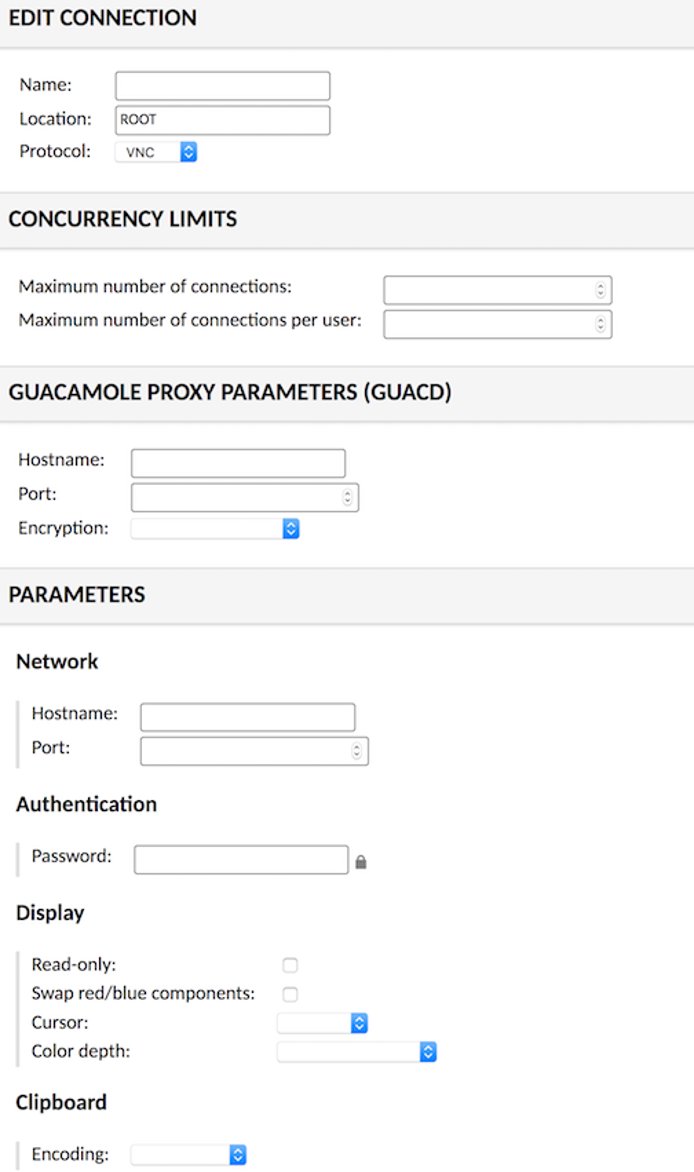 EDIT CONNECTION
Name:
Location: ROOT
Protocol: VNC
CONCURRENCY LIMITS
Maximum number of connections:
Maximum number of connections per user:
GUACAMOLE PROXY PARAMETERS (GUACD)
Hostname:
Port:
Encryption:
PARAMETERS
Network
Hostname:
Port:
Authentication
Password:
Display
Read-only:
Swap red/blue components:
Cursor:
Color depth:
Clipboard
Encoding: